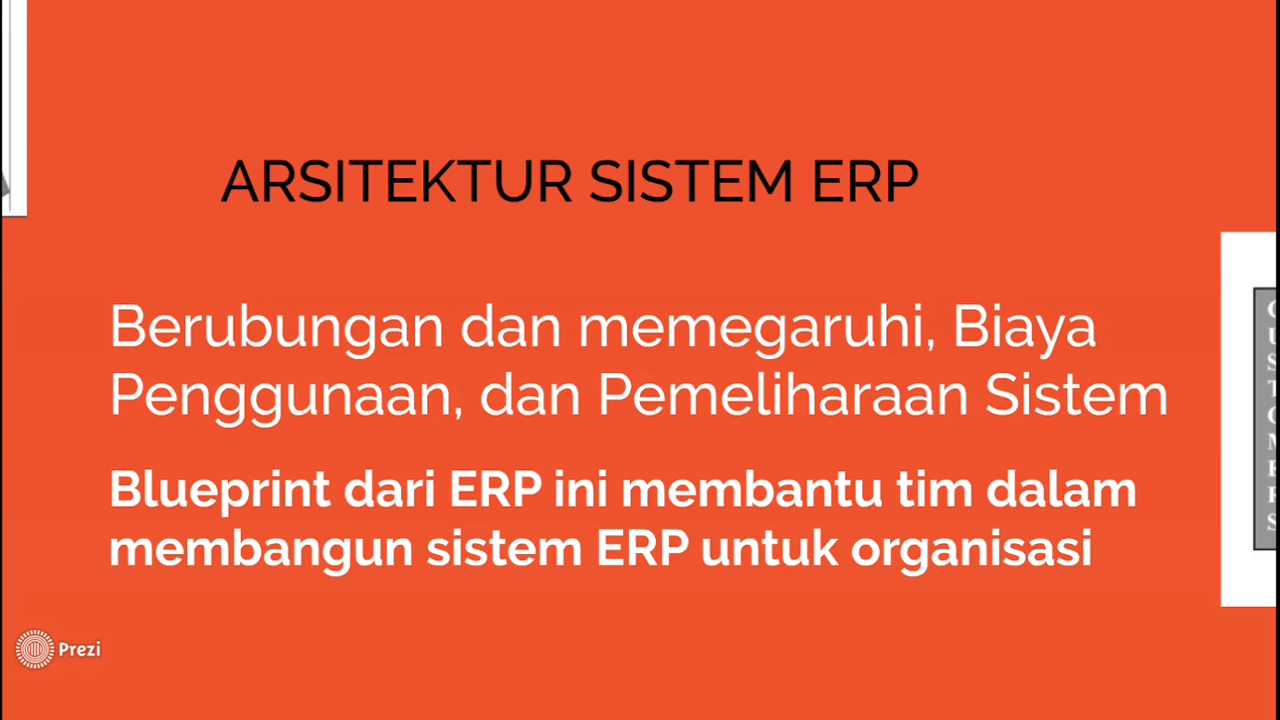 ARSITEKTUR SISTEM ERP
Berubungan dan memegaruhi, Biaya
Penggunaan, dan Pemeliharaan Sistem
Blueprint dari ERP ini membantu tim dalam
membangun sistem ERP untuk organisasi
Prezi